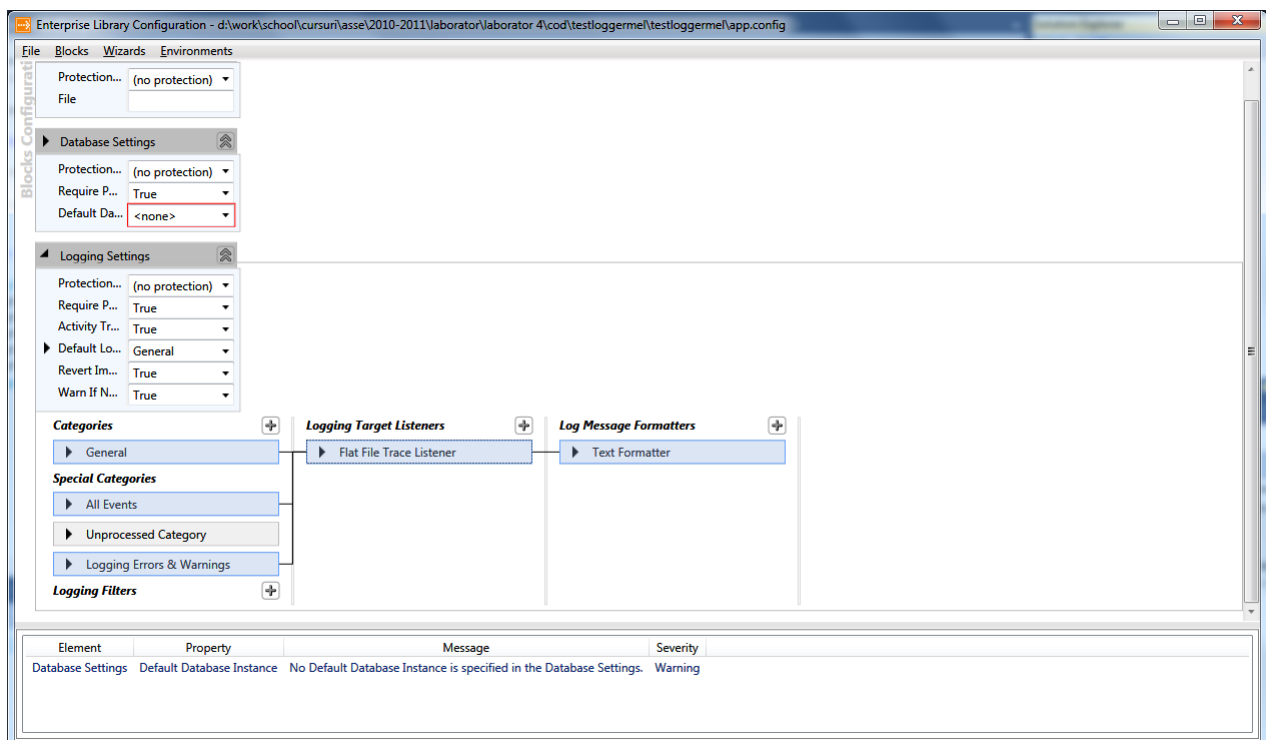 Enterprise Library Configuration - d:\work\school\cursuri\asse\2010-2011\laborator\laborator 4\cod\testloggermel\testloggermel\app.config
File Blocks Wizards Environments
Blocks Configurati
Protection... (no protection)
File
Database Settings
Protection... (no protection)
Require P... True
Default Da... <none>
Logging Settings
Protection... (no protection)
Require P... True
Activity Tr... True
Default Lo... General
Revert Im... True
Warn If N... True
Categories Logging Target Listeners Log Message Formatters
General Flat File Trace Listener Text Formatter
Special Categories
All Events
Unprocessed Category
Logging Errors & Warnings
Logging Filters
Element Property Message Severity
Database Settings Default Database Instance No Default Database Instance is specified in the Database Settings. Warning